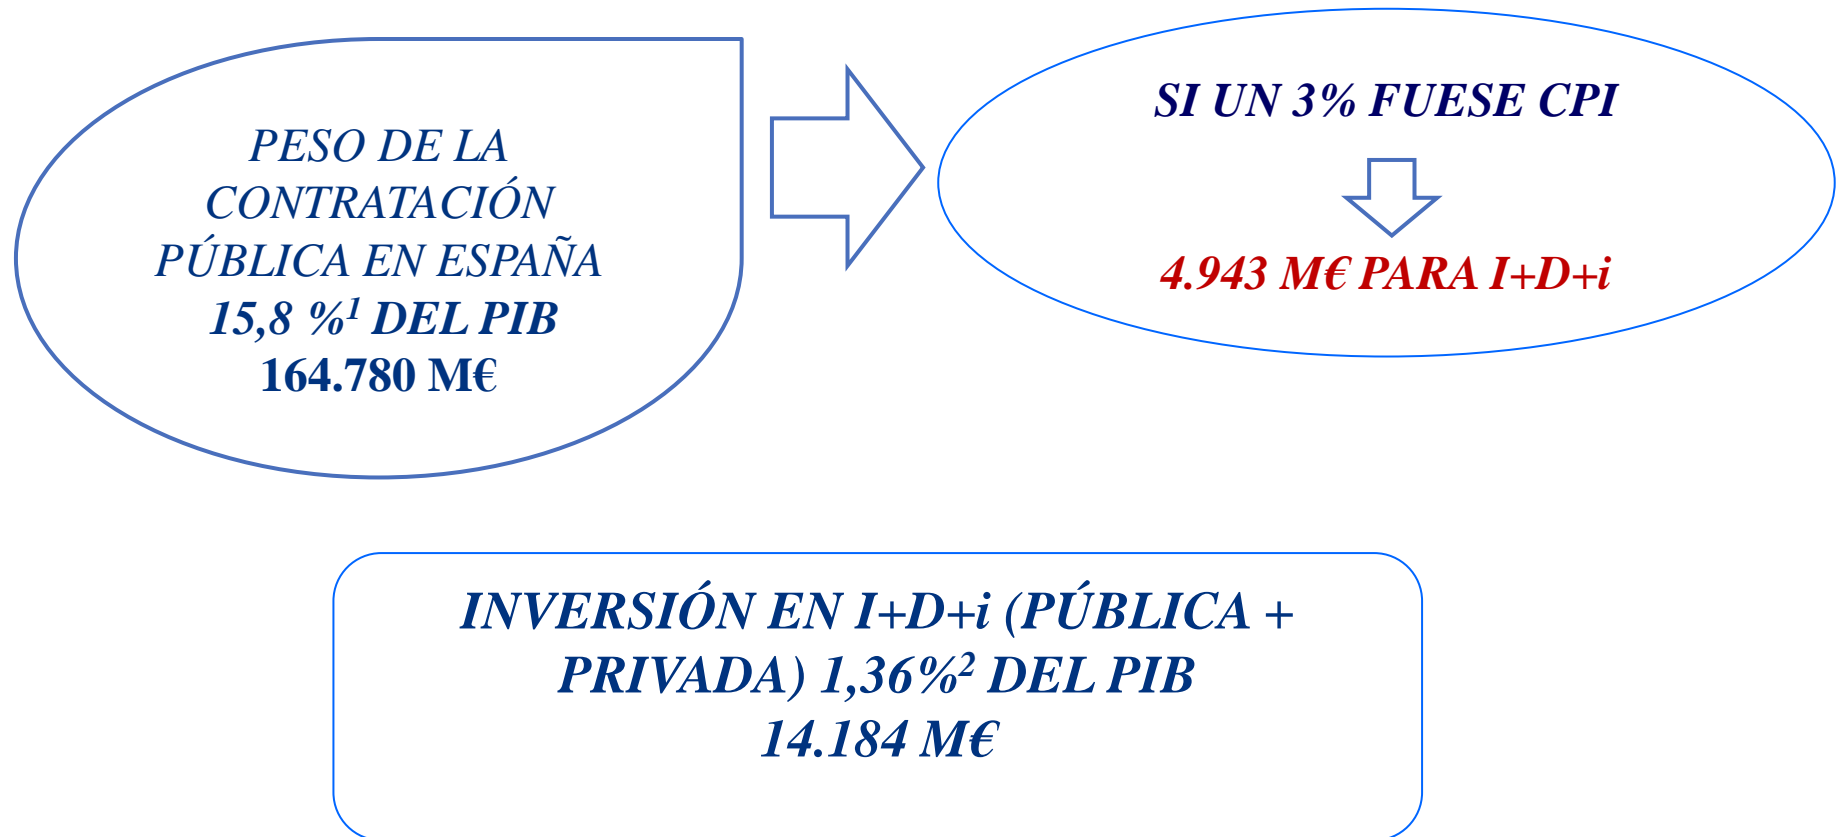 PESO DE LA
CONTRATACIÓN
PÚBLICA EN ESPAÑA
15,8 %¹ DEL PIB
164.780 M€
SI UN 3% FUESE CPI
4.943 M€ PARA I+D+i
INVERSIÓN EN I+D+i (PÚBLICA +
PRIVADA) 1,36%² DEL PIB
14.184 M€